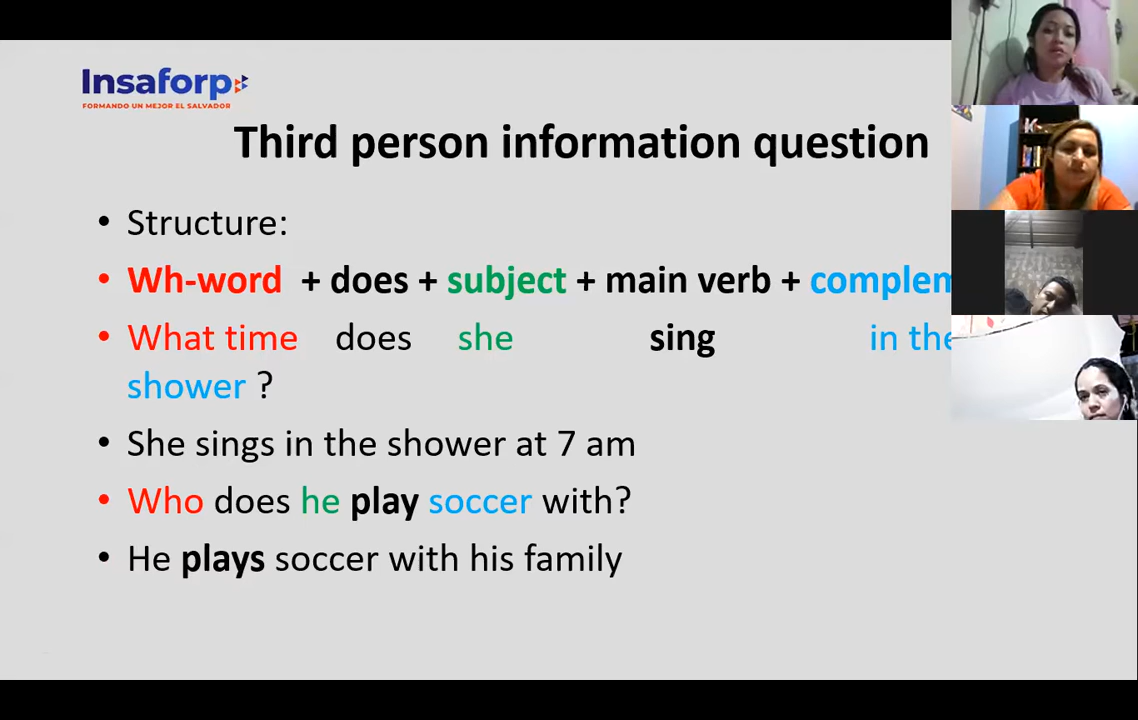 Insaforp
FORMANDO UN MEJOR EL SALVADOR
Third person information question
• Structure:
• Wh-word + does + subject + main verb + complem
• What time does she sing in the
shower ?
• She sings in the shower at 7 am
• Who does he play soccer with?
• He plays soccer with his family